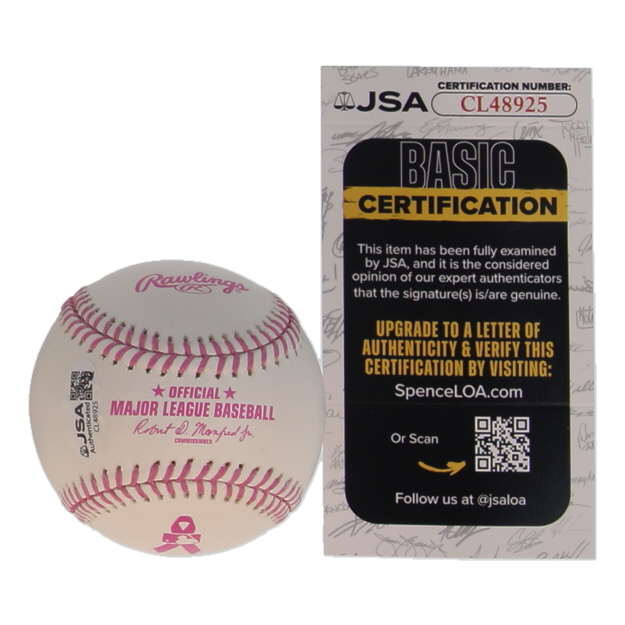 Rawlings
R
★ OFFICIAL ★
MAJOR LEAGUE BASEBALL
Robert D. Manfred Jr.
COMMISSIONER
JSA
Authenticated
CL48925
JSA
CERTIFICATION NUMBER:
CL48925
BASIC
CERTIFICATION
This item has been fully examined
by JSA, and it is the considered
opinion of our expert authenticators
that the signature(s) is/are genuine.
UPGRADE TO A LETTER OF
AUTHENTICITY & VERIFY THIS
CERTIFICATION BY VISITING:
SpenceLOA.com
Or Scan
Follow us at @jsaloa